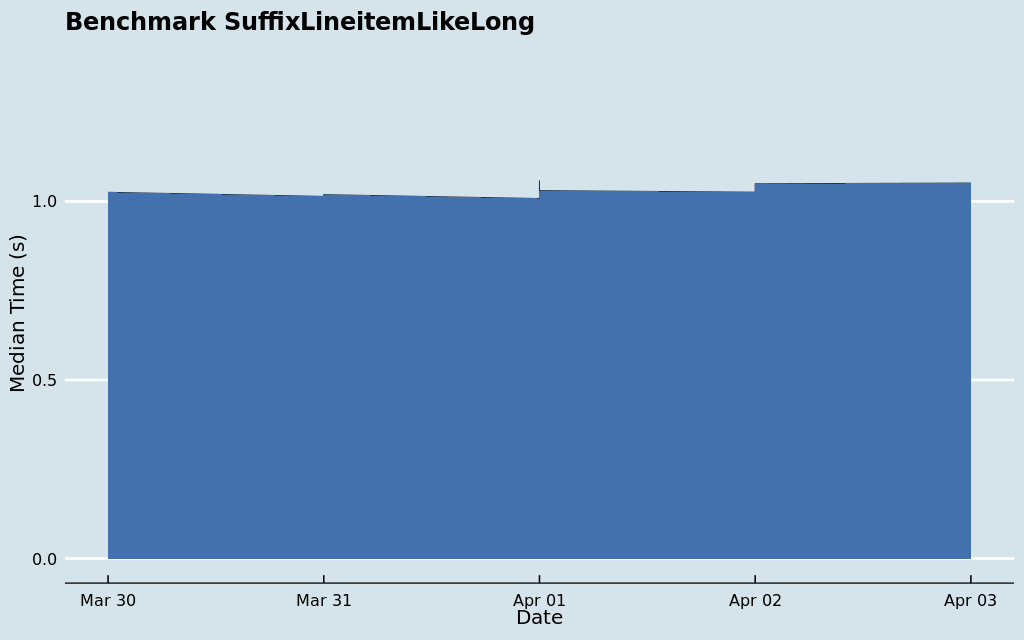 Benchmark SuffixLineitemLikeLong
Median Time (s)
1.0
0.5
0.0
Mar 30 Mar 31 Apr 01 Apr 02 Apr 03
Date